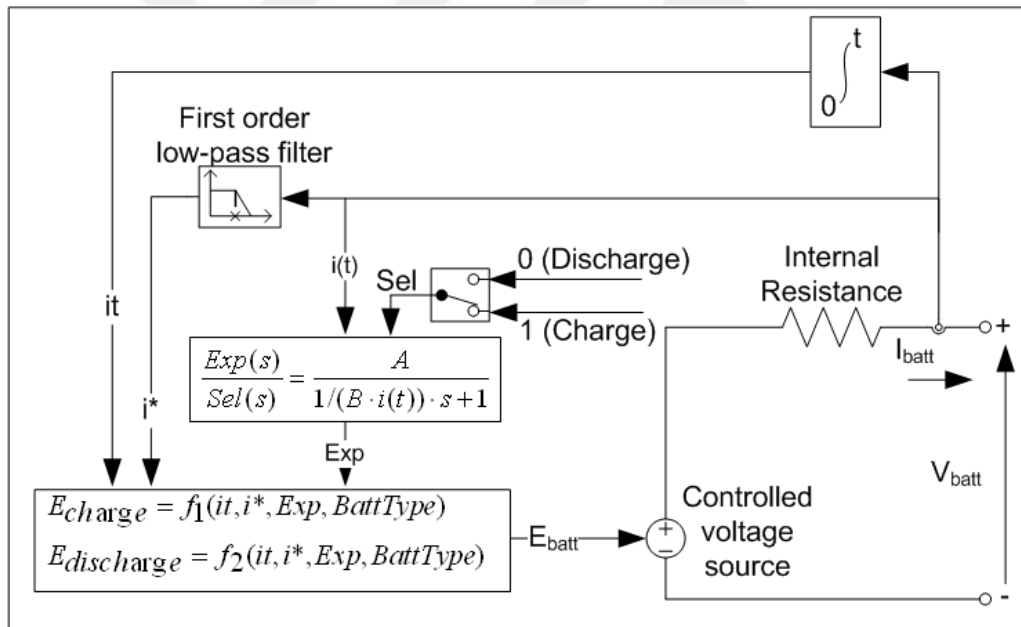 t
∫
0
First order
low-pass filter
i(t)
Sel
0 (Discharge)
1 (Charge)
Internal
Resistance
it
i*
Exp(s)
Sel(s)
=
A
1/(B · i(t)) · s + 1
I_batt
+
Exp
V_batt
E_charge = f_1(it, i*, Exp, BattType)
E_discharge = f_2(it, i*, Exp, BattType)
E_batt
+
−
Controlled
voltage
source
-